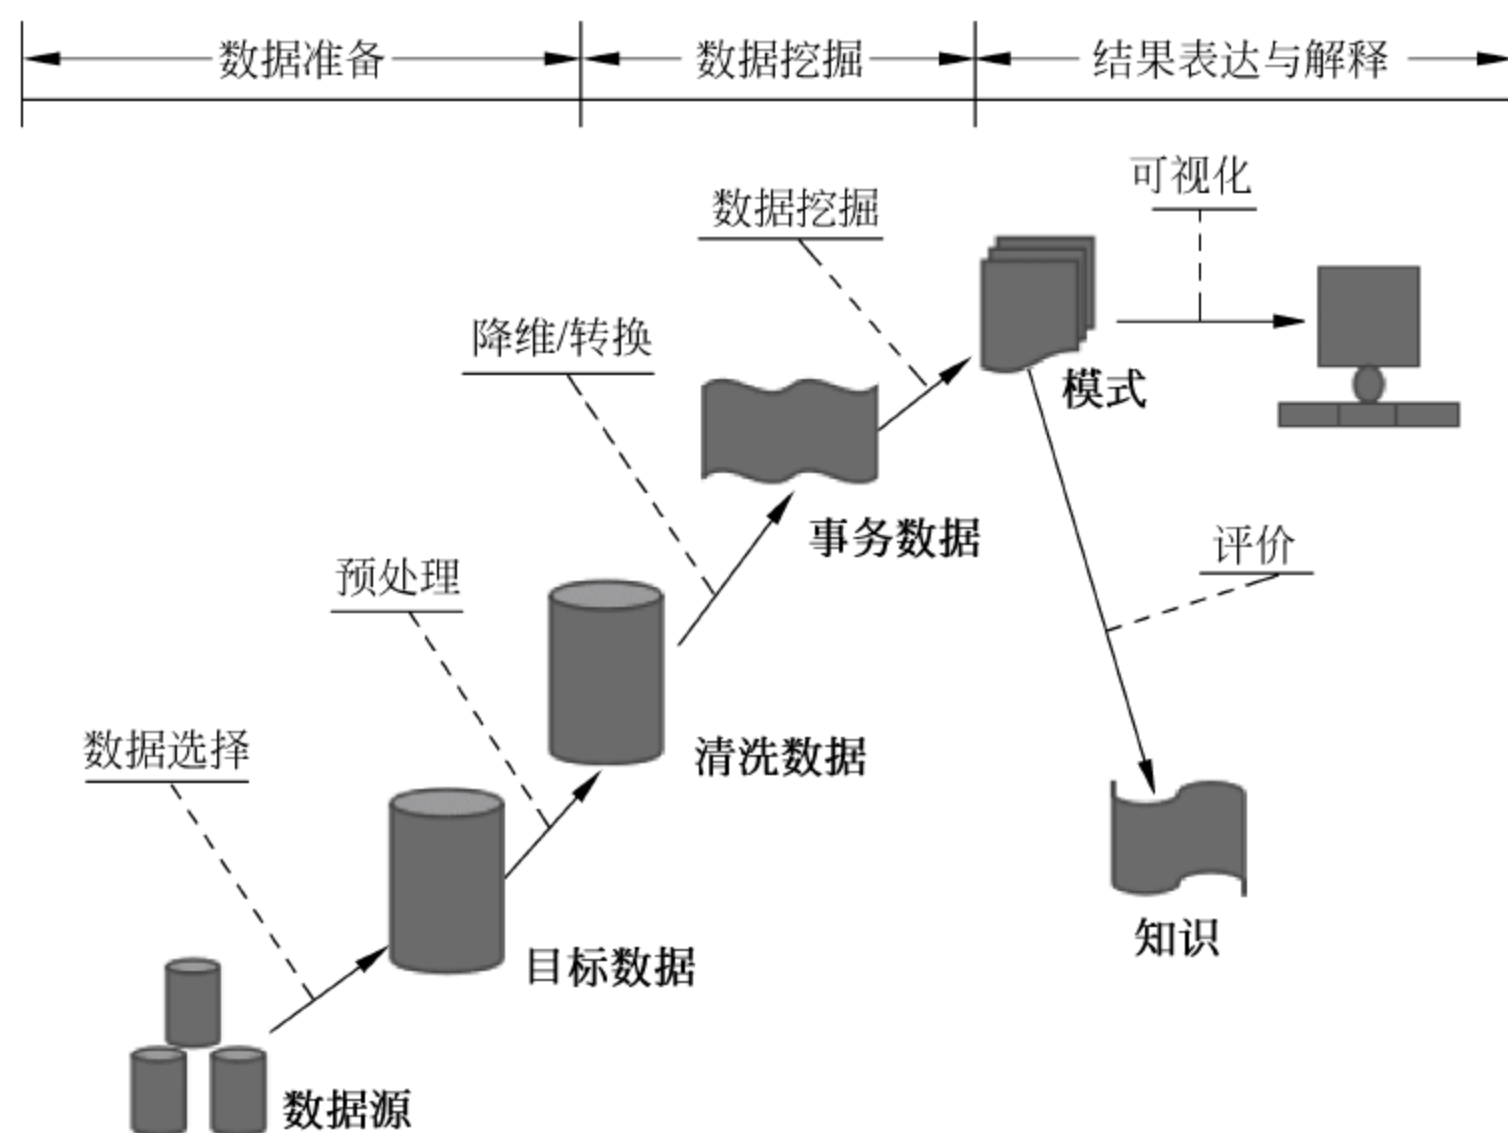 数据准备
数据挖掘
结果表达与解释
可视化
数据挖掘
降维/转换
模式
事务数据
评价
预处理
清洗数据
数据选择
知识
目标数据
数据源